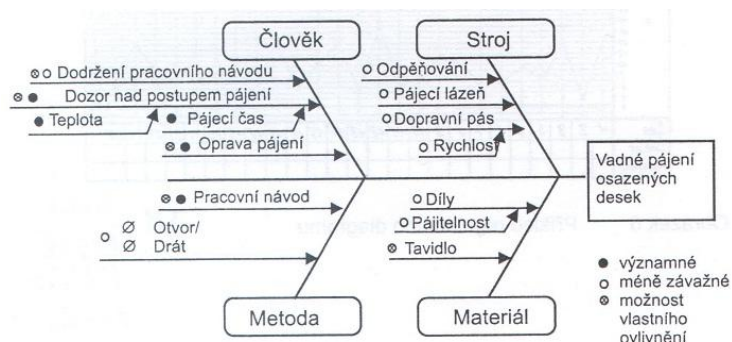 Člověk
Stroj
⊗ ○ Dodržení pracovního návodu
⊗ ● Dozor nad postupem pájení
● Teplota
● Pájecí čas
⊗ ● Oprava pájení
○ Odpěňování
○ Pájecí lázeň
○ Dopravní pás
○ Rychlost
Vadné pájení
osazených
desek
⊗ ● Pracovní návod
○ ∅ Otvor/
∅ Drát
○ Díly
○ Pájitelnost
⊗ Tavidlo
Metoda
Materiál
● významné
○ méně závažné
⊗ možnost
vlastního
ovlivnění